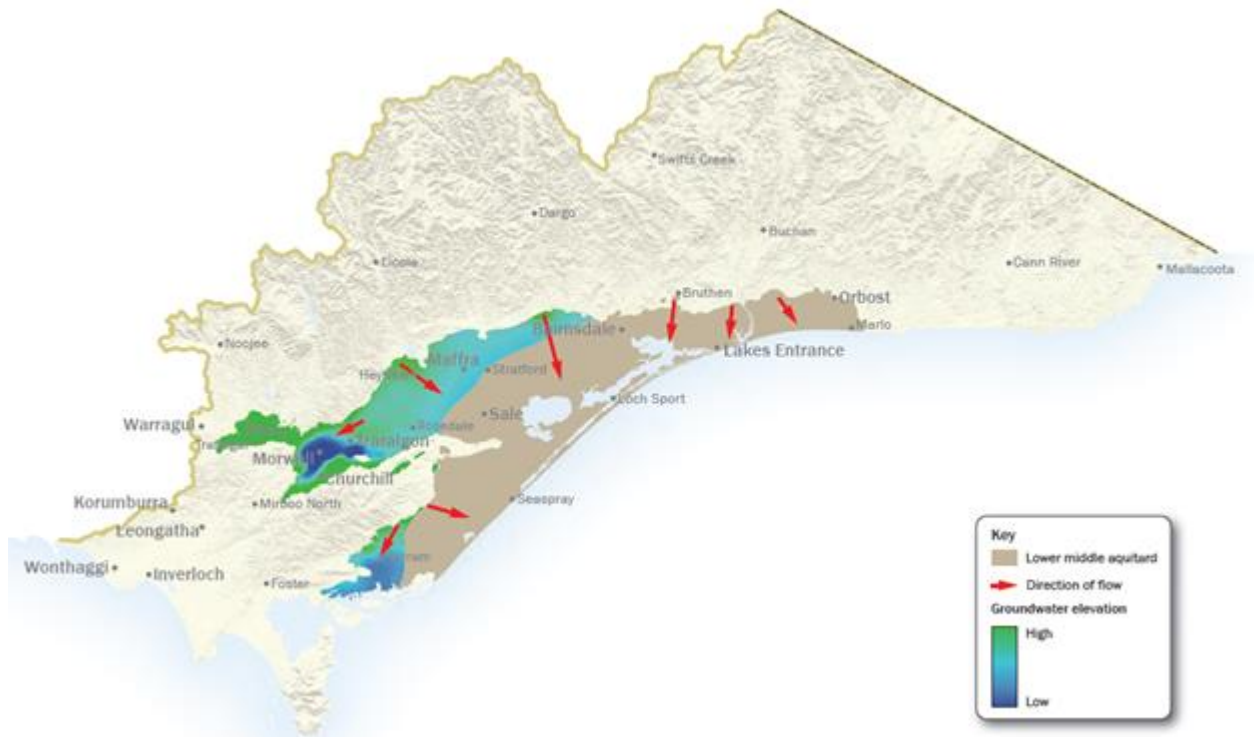 Swifts Creek
Dargo
Buchan
Licola
Cann River
Mallacoota
Bruthen
Orbost
Bairnsdale
Marlo
Noojee
Lakes Entrance
Maffra
Stratford
Loch Sport
Sale
Warragul
Rosedale
Traralgon
Morwell
Churchill
Korumburra
Mirboo North
Seaspray
Leongatha
Wonthaggi
Inverloch
Foster
Key
Lower middle aquitard
Direction of flow
Groundwater elevation
High
Low